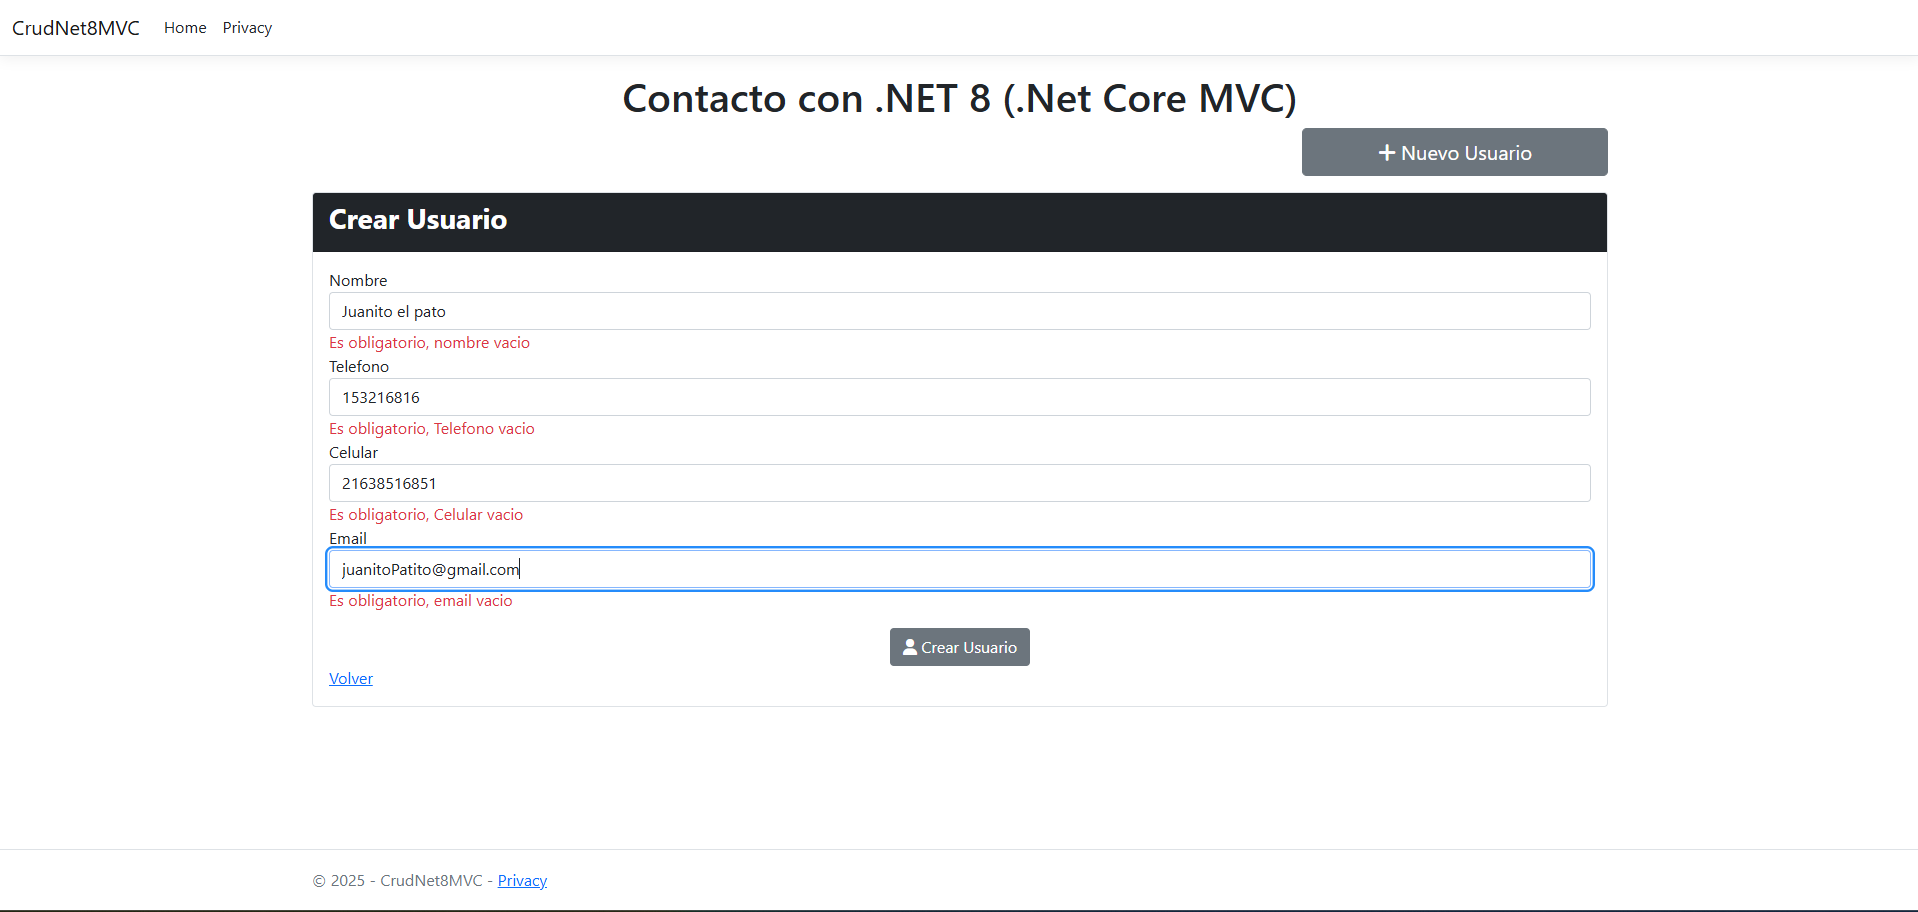 CrudNet8MVC Home Privacy
Contacto con .NET 8 (.Net Core MVC)
+ Nuevo Usuario
Crear Usuario
Nombre
Juanito el pato
Es obligatorio, nombre vacio
Telefono
153216816
Es obligatorio, Telefono vacio
Celular
21638516851
Es obligatorio, Celular vacio
Email
juanitoPatito@gmail.com
Es obligatorio, email vacio
Crear Usuario
Volver
© 2025 - CrudNet8MVC - Privacy